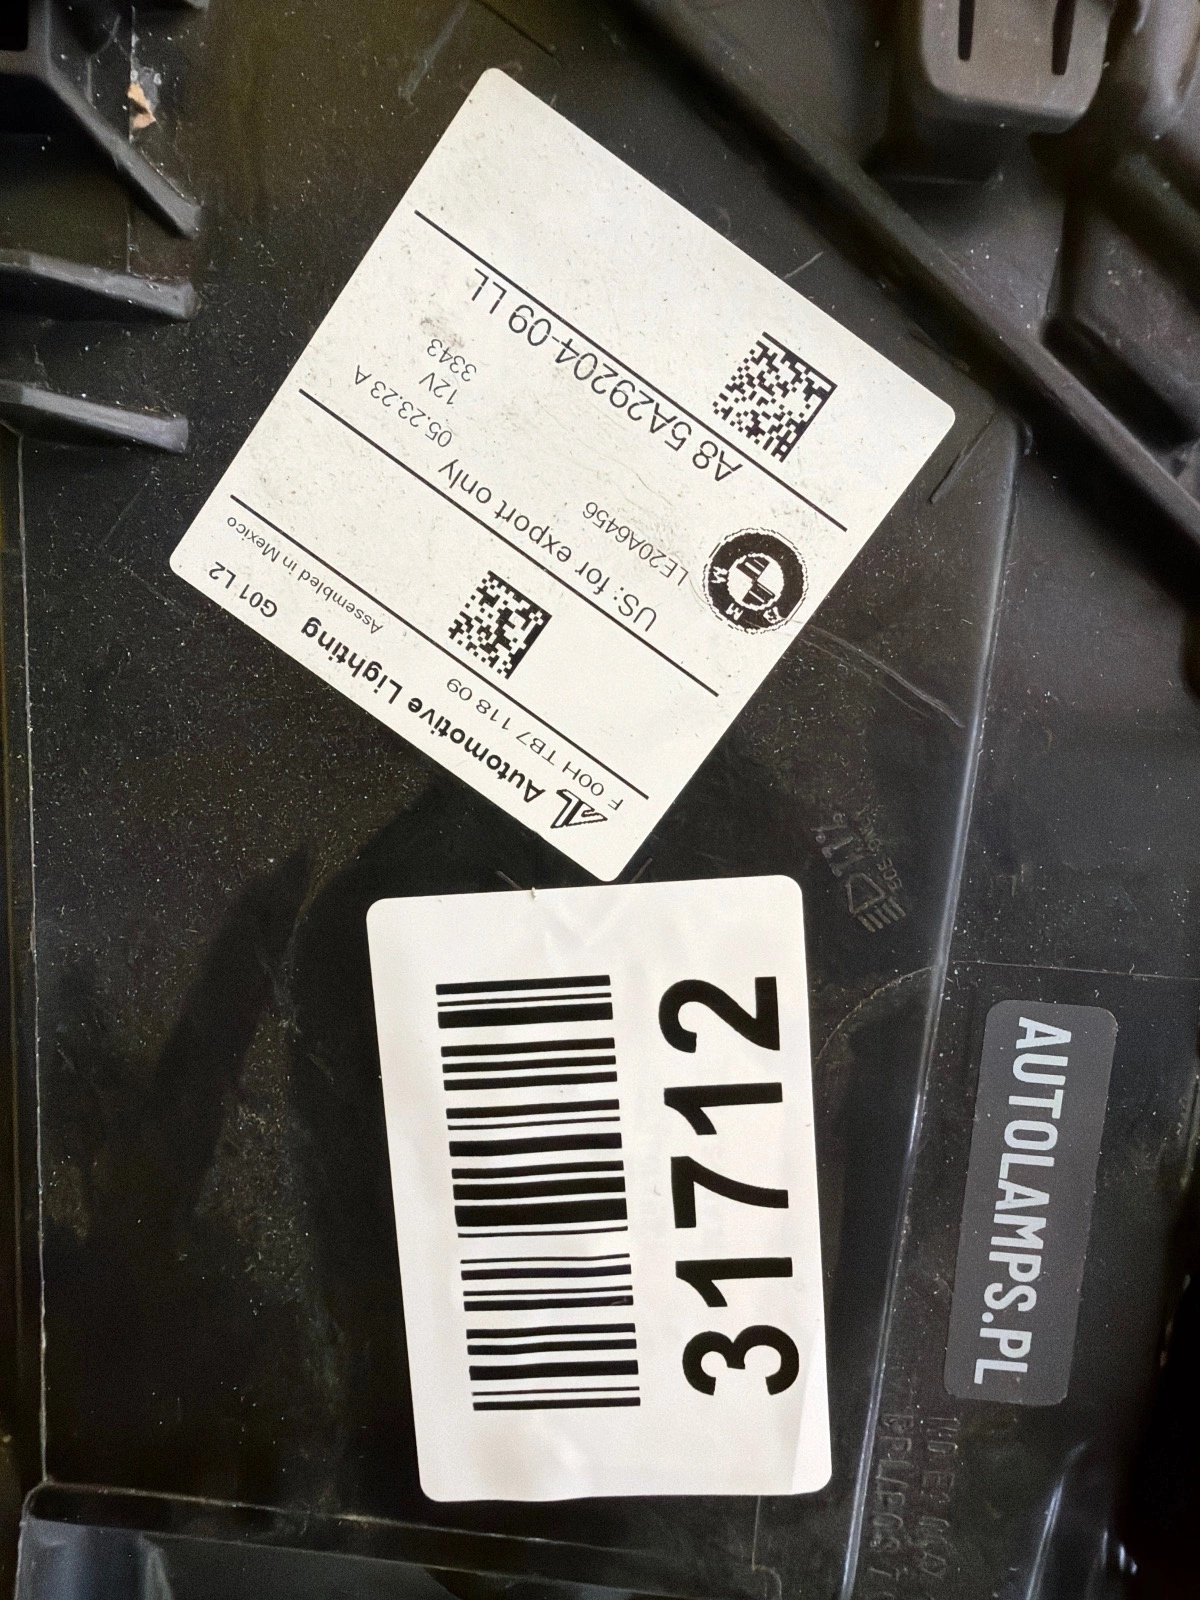 AL Automotive Lighting G01 L2
F 00H TB7 118 09
Assembled in Mexico
US: for export only 05.23.23 A
12V
3343
LE20A6456
BMW
A8 5A29204-09 LL
31712
AUTOLAMPS.PL